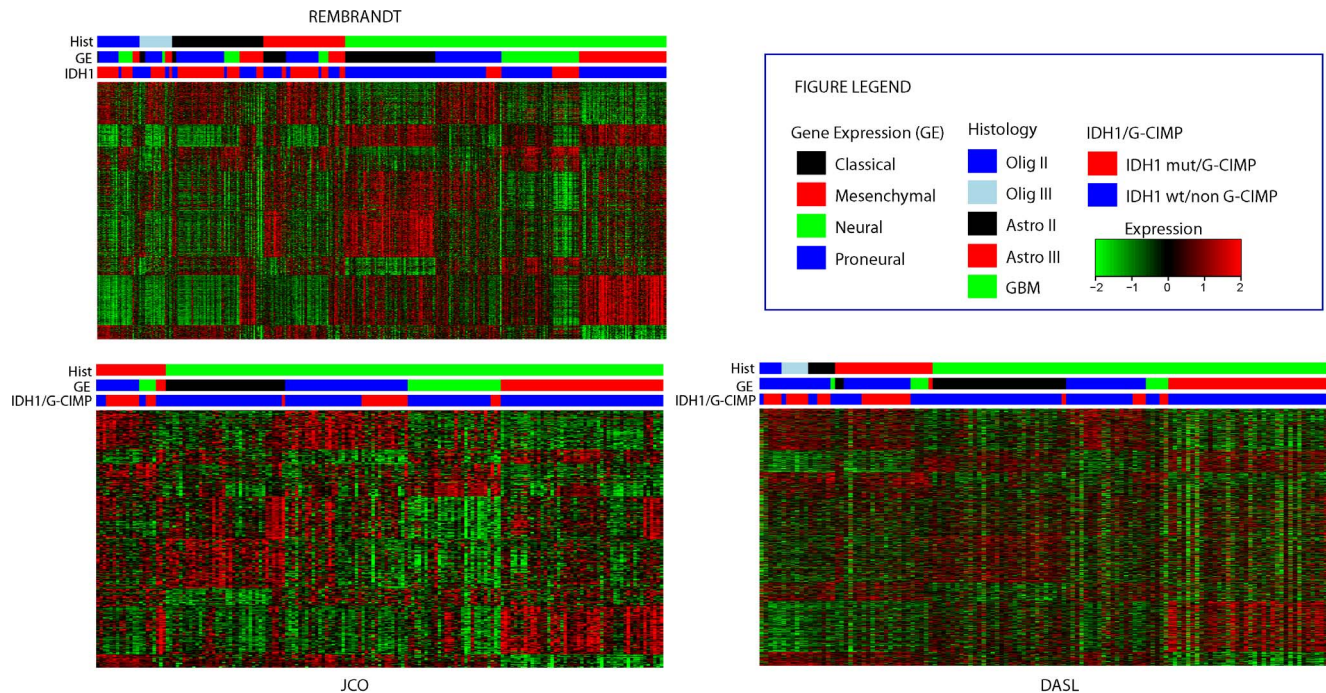 REMBRANDT
Hist
GE
IDH1
FIGURE LEGEND
Gene Expression (GE)
Classical
Mesenchymal
Neural
Proneural
Histology
Olig II
Olig III
Astro II
Astro III
GBM
IDH1/G-CIMP
IDH1 mut/G-CIMP
IDH1 wt/non G-CIMP
Expression
−2 −1 0 1 2
Hist
GE
IDH1/G-CIMP
JCO
Hist
GE
IDH1/G-CIMP
DASL